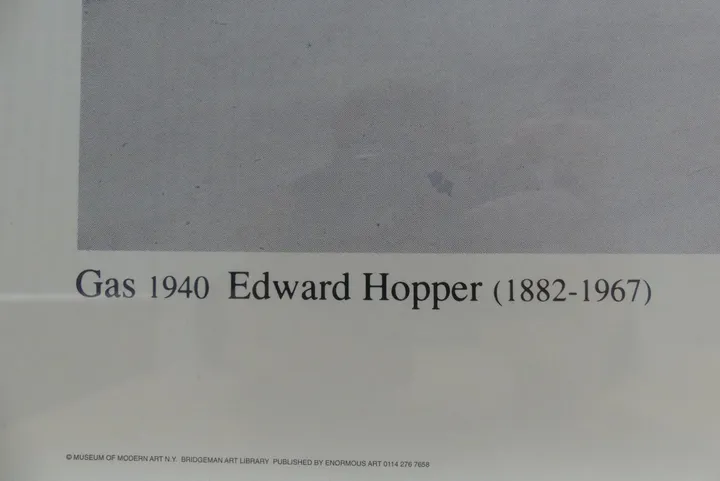 Gas 1940 Edward Hopper (1882-1967)
© MUSEUM OF MODERN ART N.Y. BRIDGEMAN ART LIBRARY PUBLISHED BY ENORMOUS ART 0114 276 7658